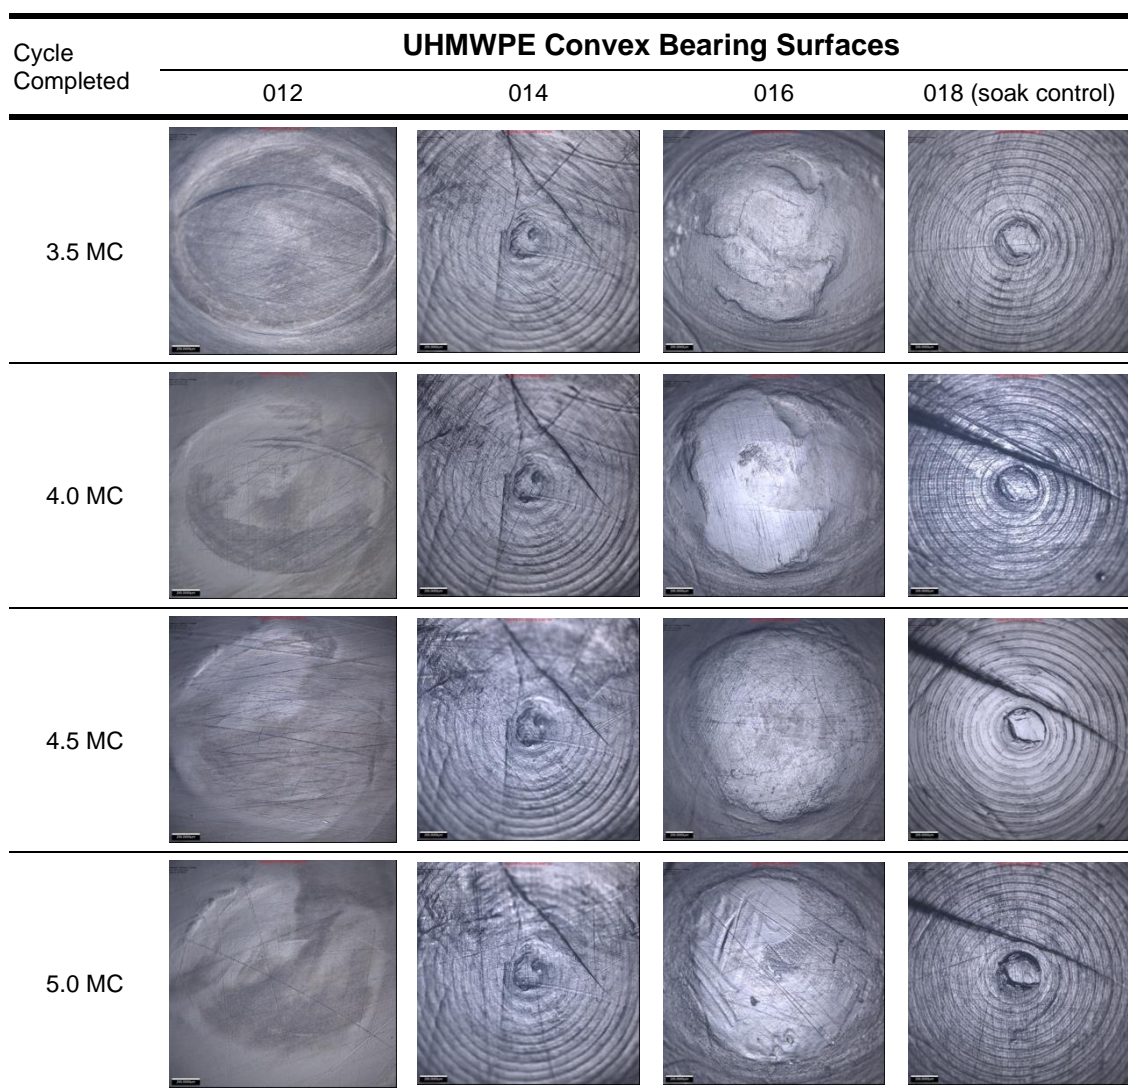 UHMWPE Convex Bearing Surfaces
Cycle
Completed
012 014 016 018 (soak control)
3.5 MC
4.0 MC
4.5 MC
5.0 MC